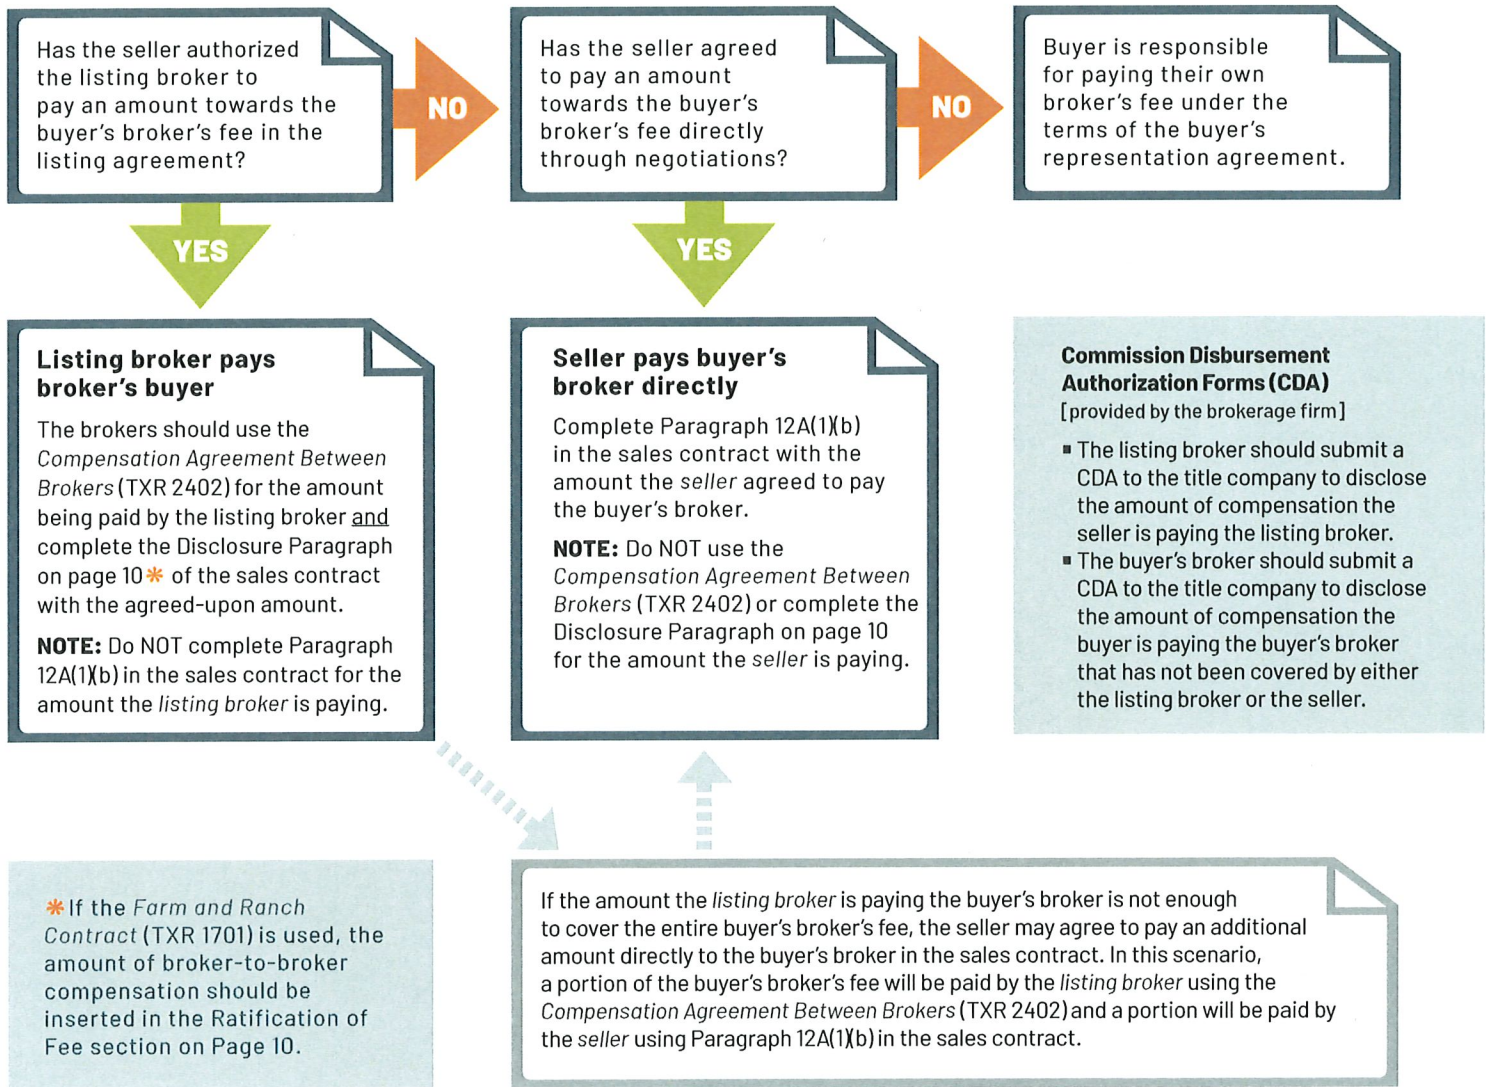 Has the seller authorized
the listing broker to
pay an amount towards the
buyer's broker's fee in the
listing agreement?
NO
Has the seller agreed
to pay an amount
towards the buyer's
broker's fee directly
through negotiations?
NO
Buyer is responsible
for paying their own
broker's fee under the
terms of the buyer's
representation agreement.
YES
YES
Listing broker pays
broker's buyer
The brokers should use the
Compensation Agreement Between
Brokers (TXR 2402) for the amount
being paid by the listing broker and
complete the Disclosure Paragraph
on page 10* of the sales contract
with the agreed-upon amount.
NOTE: Do NOT complete Paragraph
12A(1)(b) in the sales contract for the
amount the listing broker is paying.
Seller pays buyer's
broker directly
Complete Paragraph 12A(1)(b)
in the sales contract with the
amount the seller agreed to pay
the buyer's broker.
NOTE: Do NOT use the
Compensation Agreement Between
Brokers (TXR 2402) or complete the
Disclosure Paragraph on page 10
for the amount the seller is paying.
Commission Disbursement
Authorization Forms (CDA)
[provided by the brokerage firm]
▪ The listing broker should submit a
CDA to the title company to disclose
the amount of compensation the
seller is paying the listing broker.
▪ The buyer's broker should submit a
CDA to the title company to disclose
the amount of compensation the
buyer is paying the buyer's broker
that has not been covered by either
the listing broker or the seller.
* If the Farm and Ranch
Contract (TXR 1701) is used, the
amount of broker-to-broker
compensation should be
inserted in the Ratification of
Fee section on Page 10.
If the amount the listing broker is paying the buyer's broker is not enough
to cover the entire buyer's broker's fee, the seller may agree to pay an additional
amount directly to the buyer's broker in the sales contract. In this scenario,
a portion of the buyer's broker's fee will be paid by the listing broker using the
Compensation Agreement Between Brokers (TXR 2402) and a portion will be paid by
the seller using Paragraph 12A(1)(b) in the sales contract.